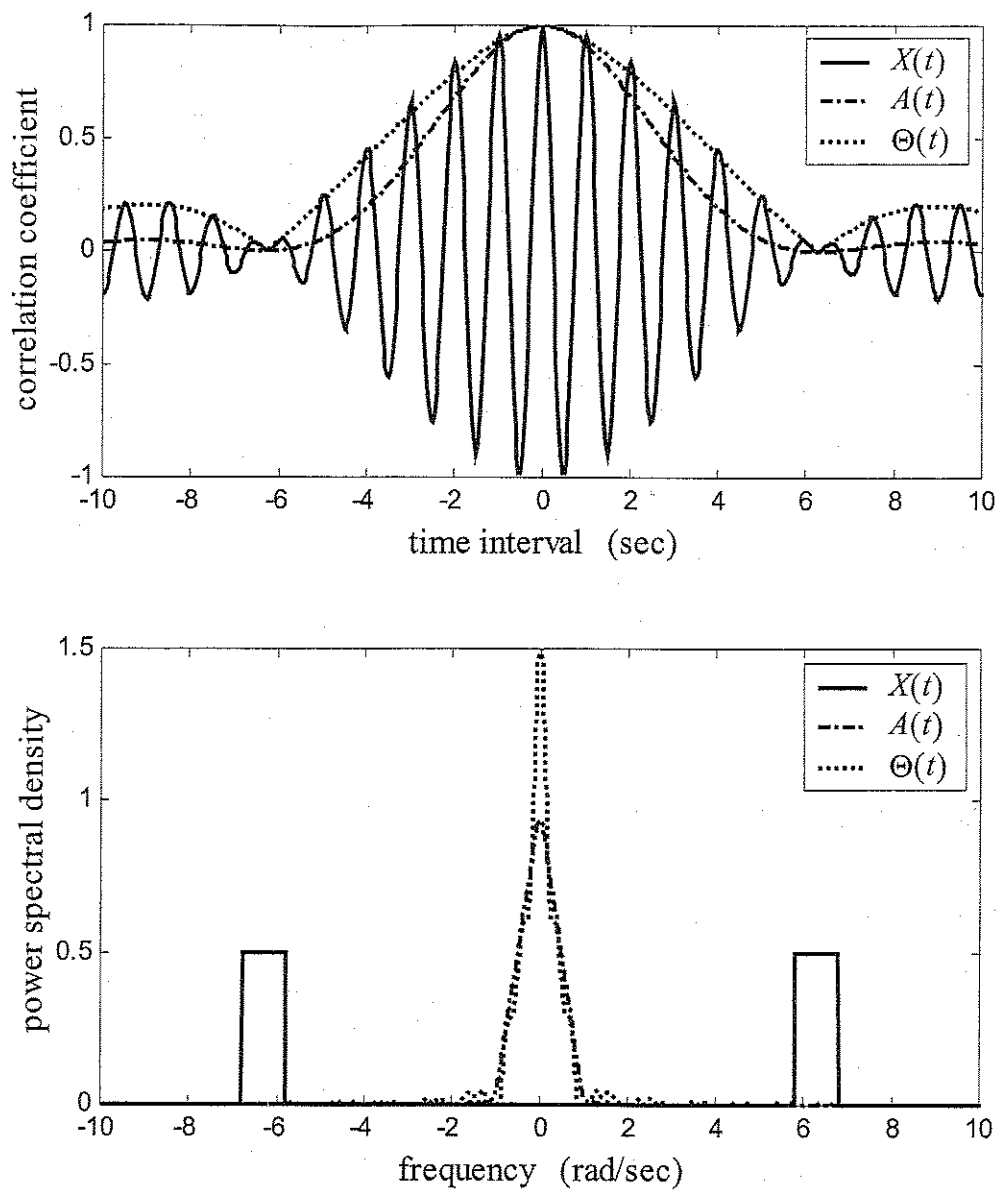 1
0.5
0
-0.5
-1
correlation coefficient
X(t)
A(t)
Θ(t)
-10 -8 -6 -4 -2 0 2 4 6 8 10
time interval (sec)
1.5
1
0.5
0
power spectral density
X(t)
A(t)
Θ(t)
-10 -8 -6 -4 -2 0 2 4 6 8 10
frequency (rad/sec)